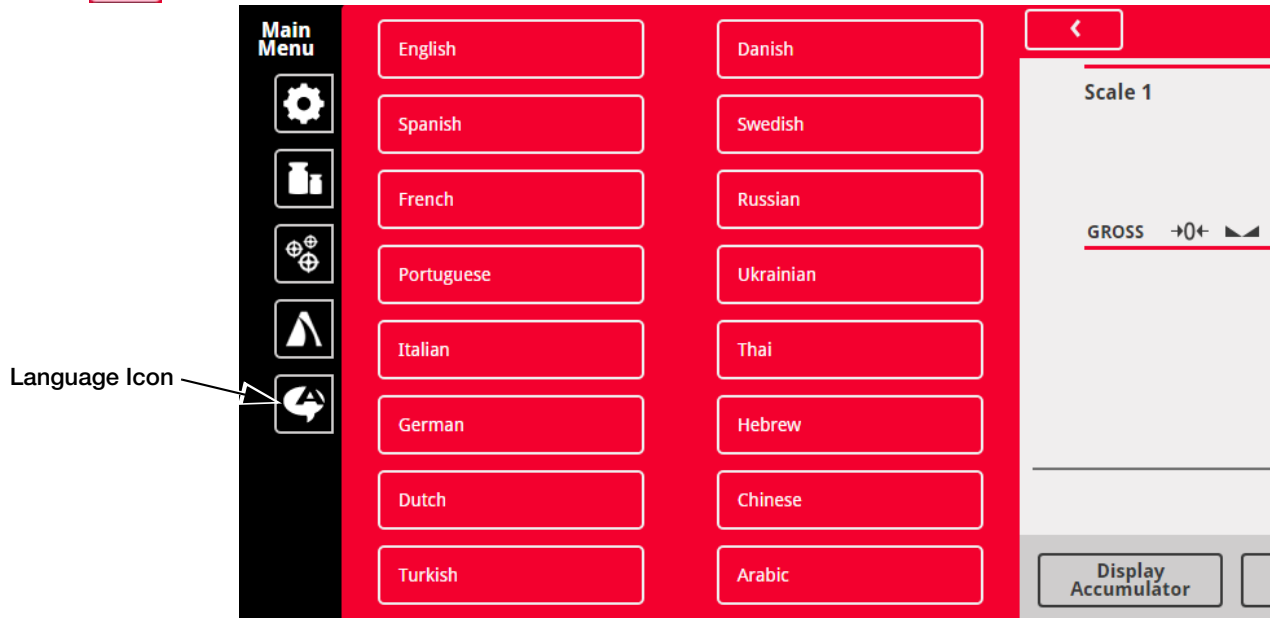 Main
Menu
English
Danish
Spanish
Swedish
French
Russian
Portuguese
Ukrainian
Italian
Thai
German
Hebrew
Dutch
Chinese
Turkish
Arabic
Scale 1
GROSS →0←
Display
Accumulator
Language Icon